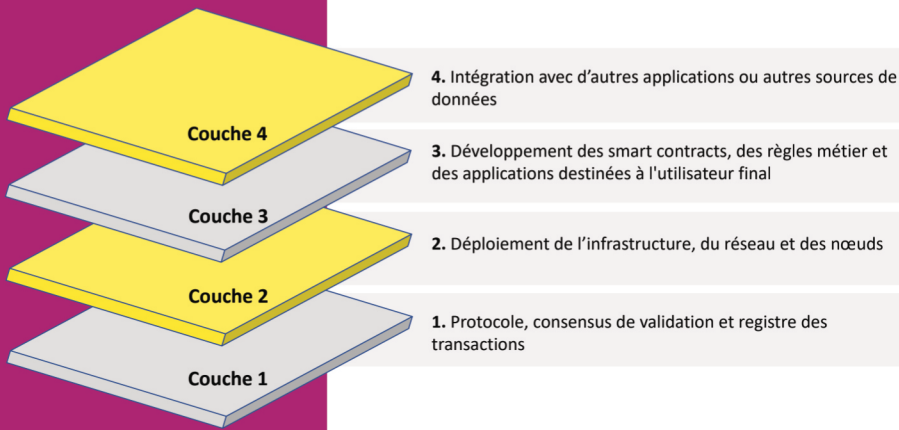 Couche 4
4. Intégration avec d’autres applications ou autres sources de
données
Couche 3
3. Développement des smart contracts, des règles métier et
des applications destinées à l'utilisateur final
Couche 2
2. Déploiement de l’infrastructure, du réseau et des nœuds
Couche 1
1. Protocole, consensus de validation et registre des
transactions